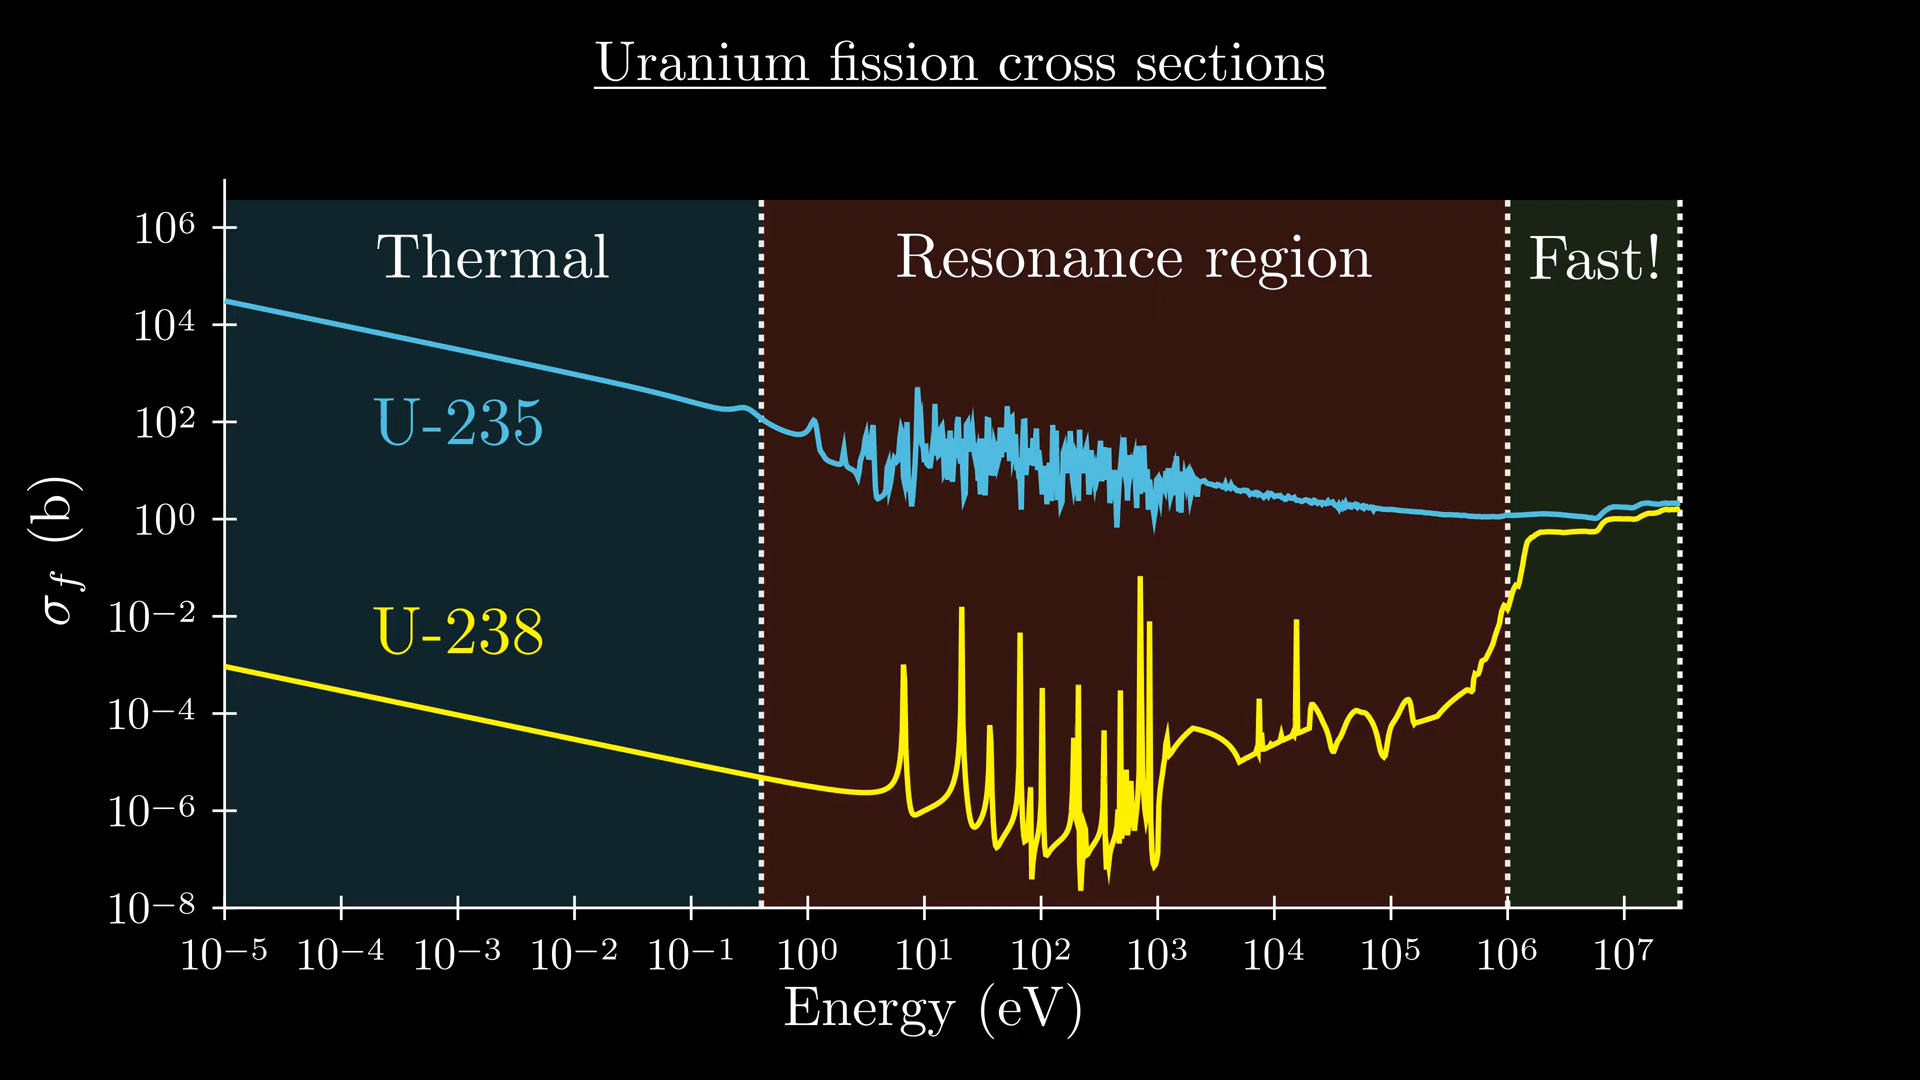 Uranium fission cross sections
Thermal
Resonance region
Fast!
U-235
U-238
σ_f (b)
10⁶
10⁴
10²
10⁰
10⁻²
10⁻⁴
10⁻⁶
10⁻⁸
10⁻⁵ 10⁻⁴ 10⁻³ 10⁻² 10⁻¹ 10⁰ 10¹ 10² 10³ 10⁴ 10⁵ 10⁶ 10⁷
Energy (eV)